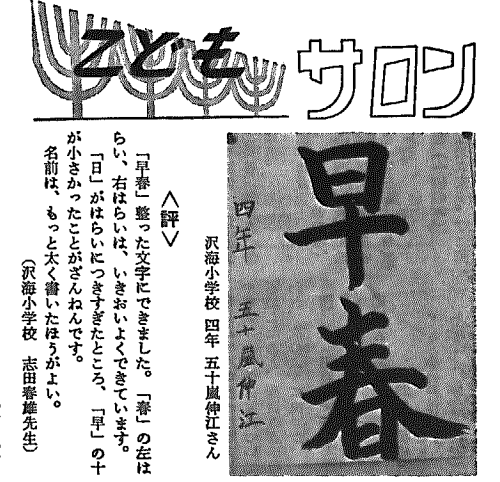 こども
サロン
早春
四年 五十嵐伸江
沢海小学校 四年 五十嵐伸江さん
〈評〉
「早春」整った文字にできました。「春」の左は
らい、右はらいは、いきおいよくできています。
「日」がはらいにつきすぎたところ、「早」の十
が小さかったことがざんねんです。
名前は、もっと太く書いたほうがよい。
（沢海小学校 志田春雄先生）